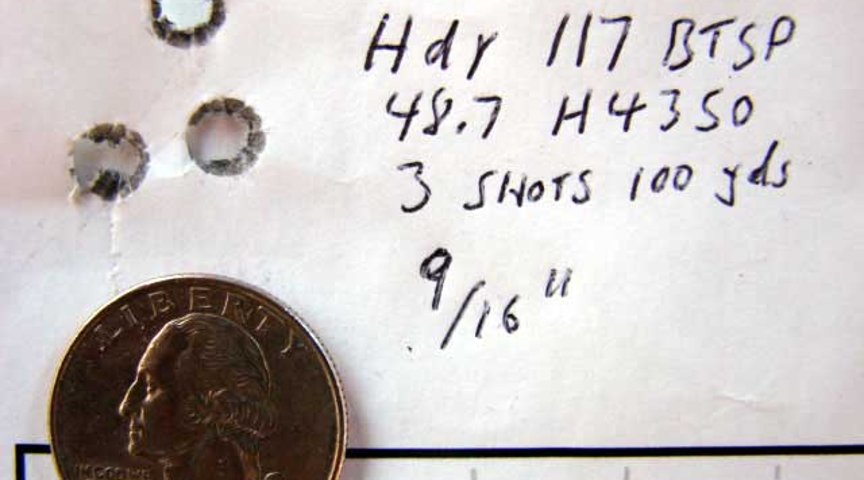 Hdy 117 BTSP
48.7 H4350
3 SHOTS 100 yds
9/16"
LIBERTY